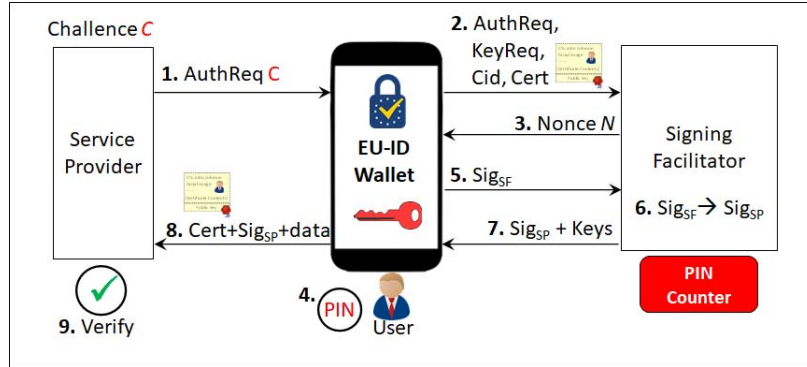 Challence C
Service
Provider
1. AuthReq C
EU-ID
Wallet
2. AuthReq,
KeyReq,
Cid, Cert
3. Nonce N
Signing
Facilitator
5. SigSF
6. SigSF→ SigSP
7. SigSP + Keys
8. Cert+SigSP+data
PIN
Counter
4.
PIN
User
9. Verify